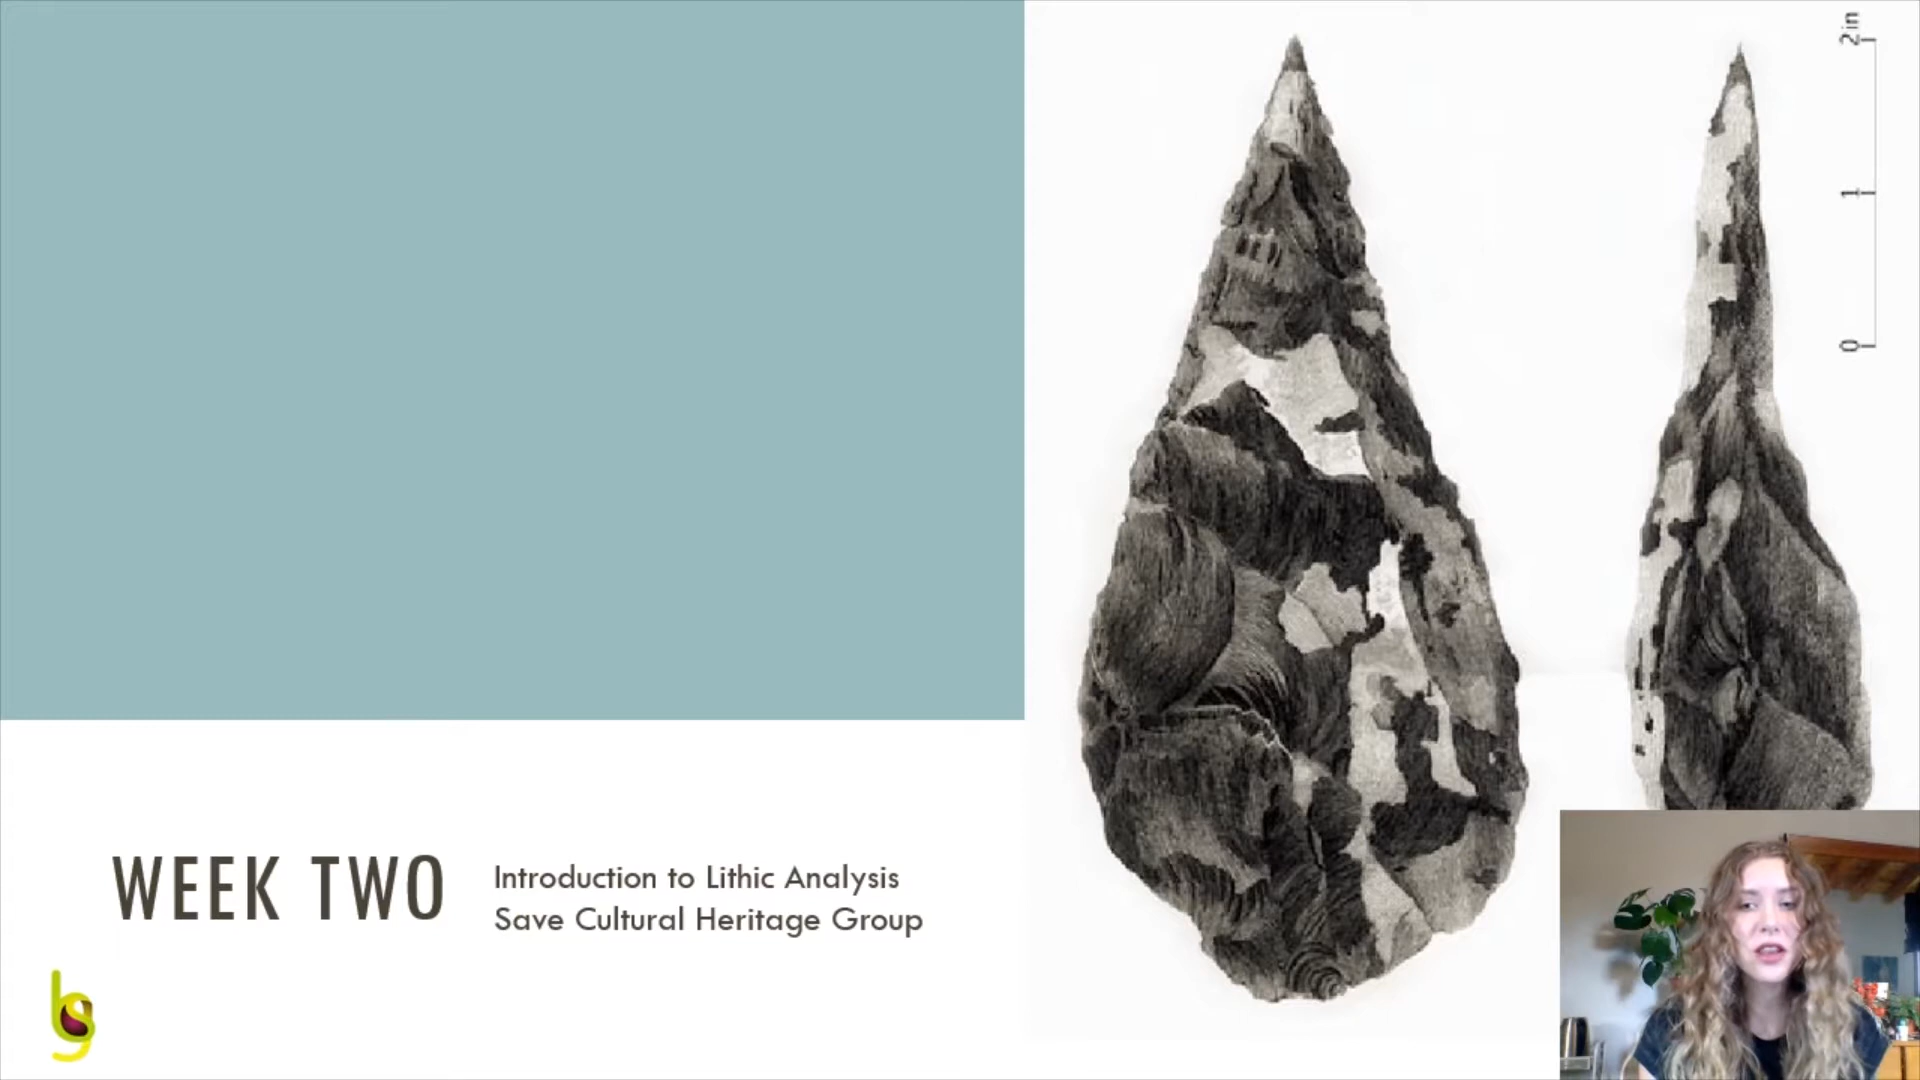 WEEK TWO
Introduction to Lithic Analysis
Save Cultural Heritage Group
2in
1
0